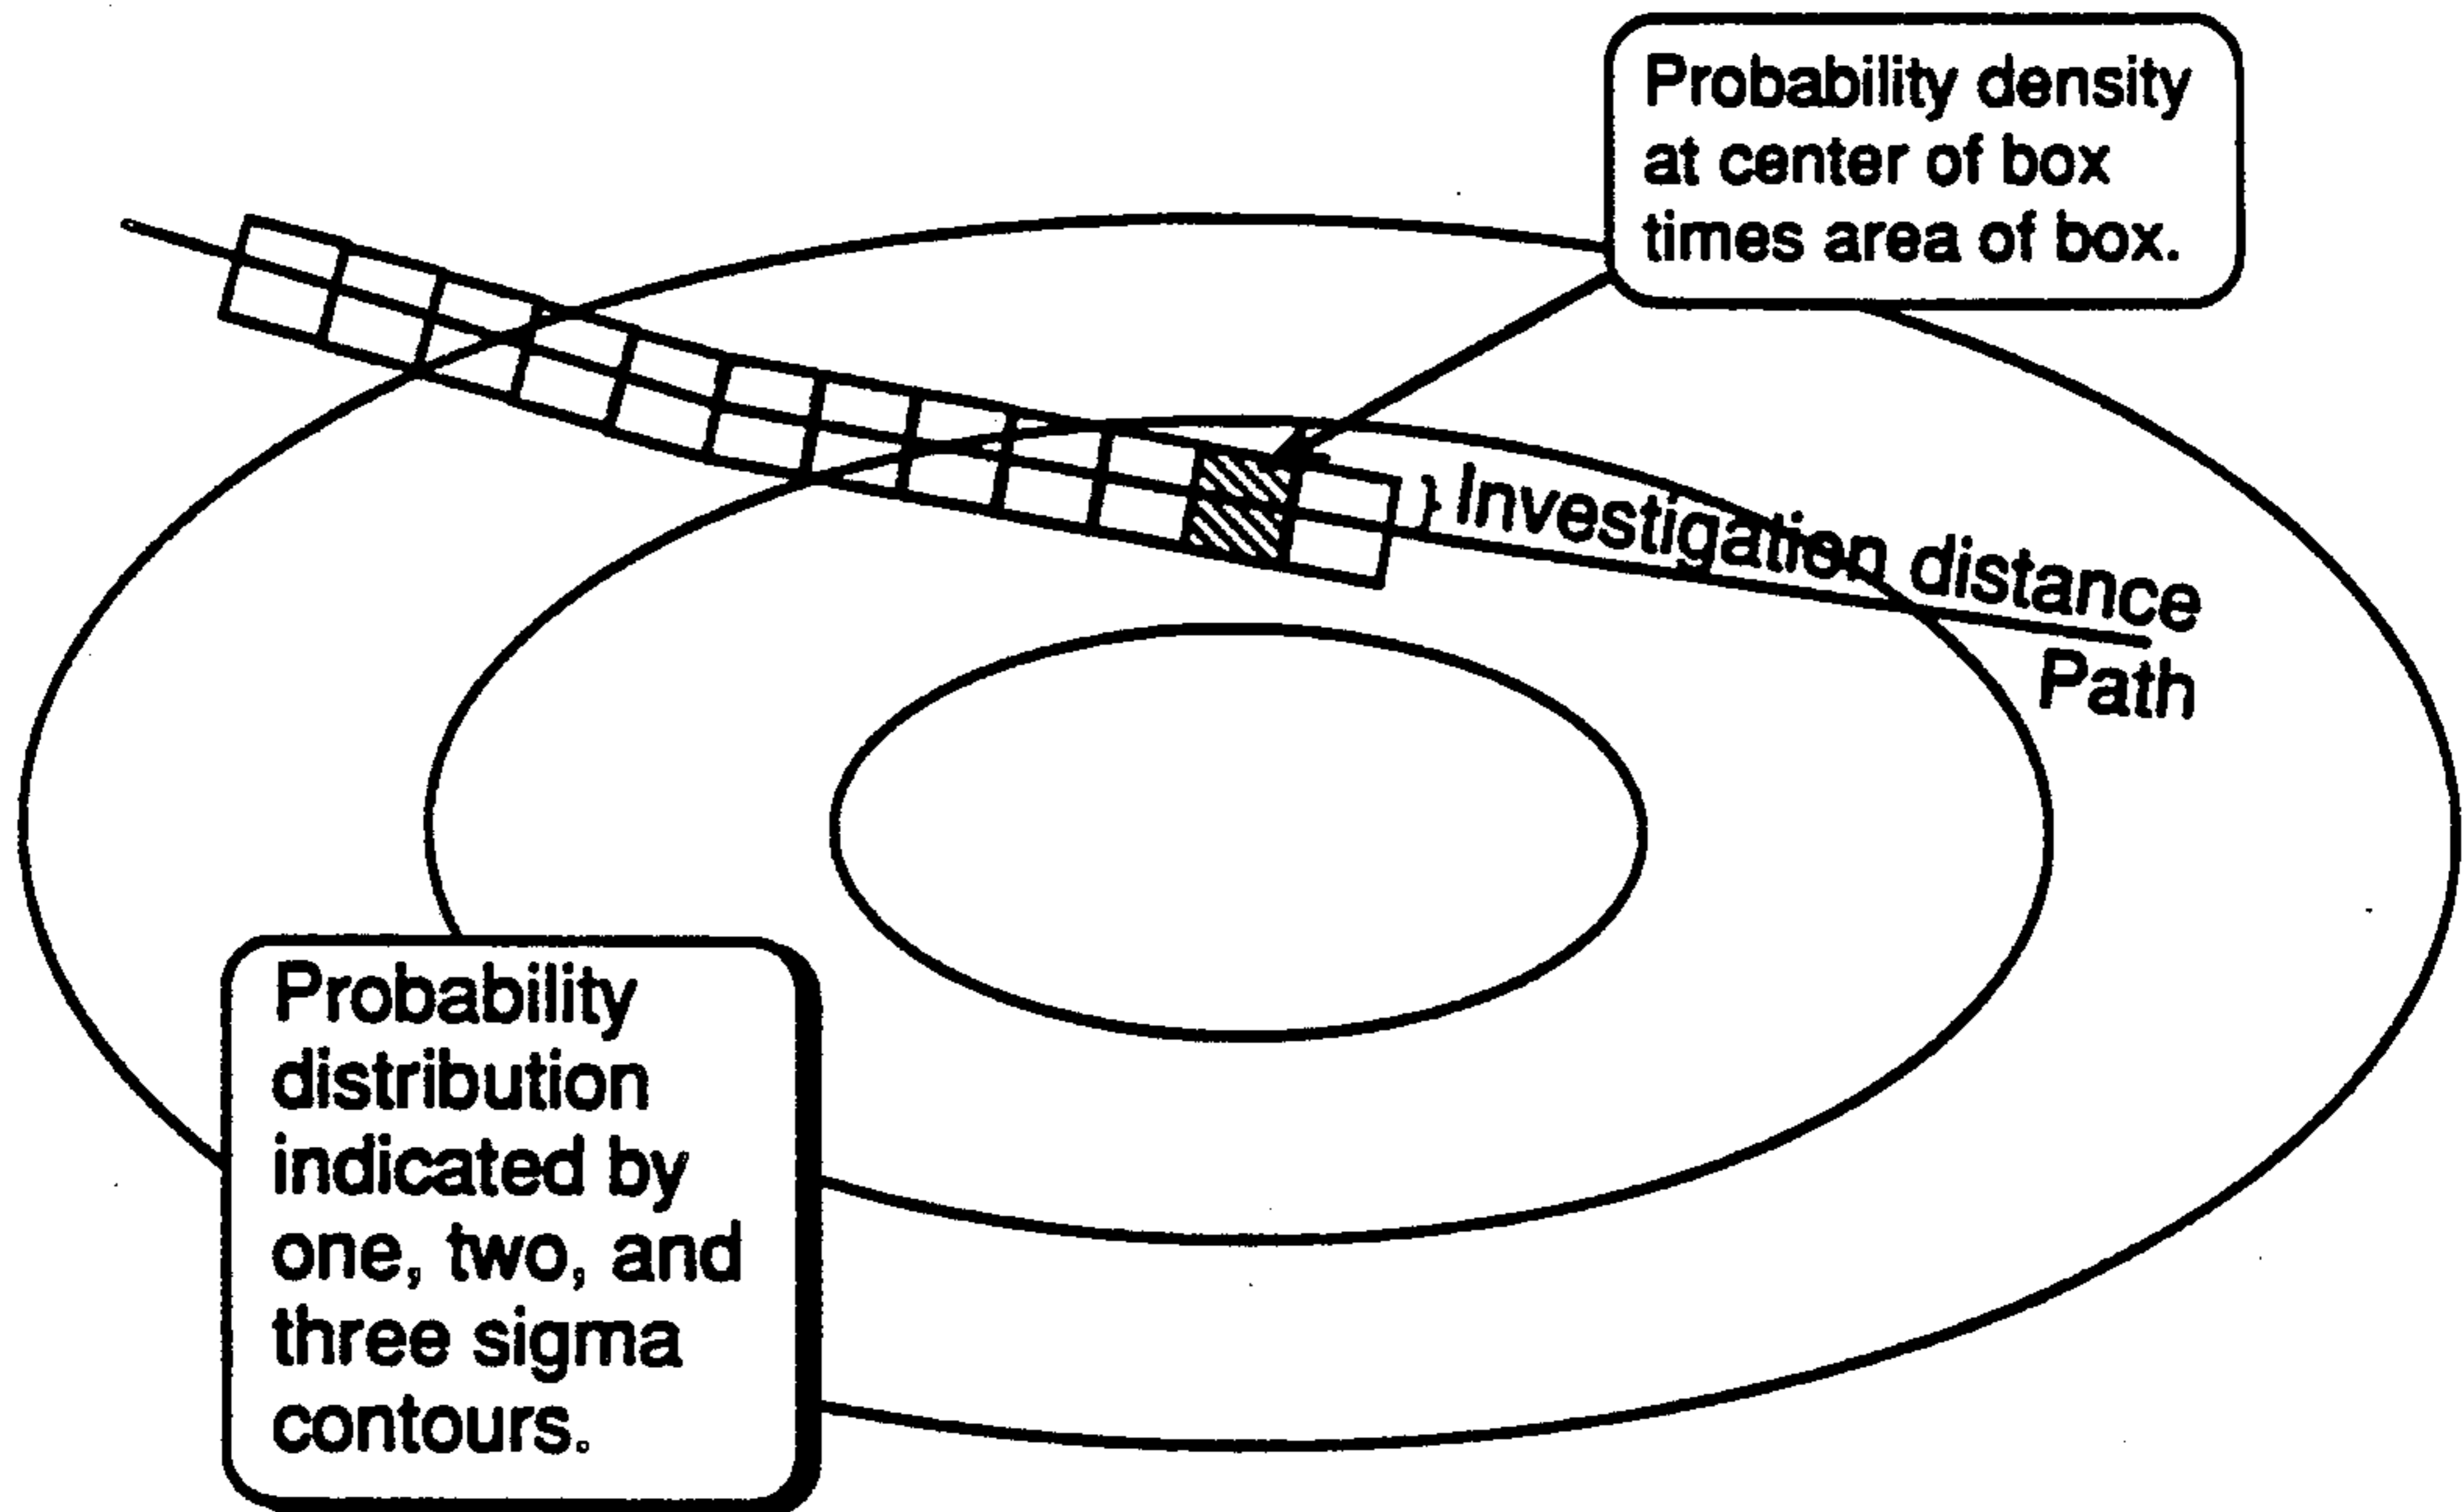 Probability density
at center of box
times area of box.
Investigation distance
Path
Probability
distribution
indicated by
one, two, and
three sigma
contours.